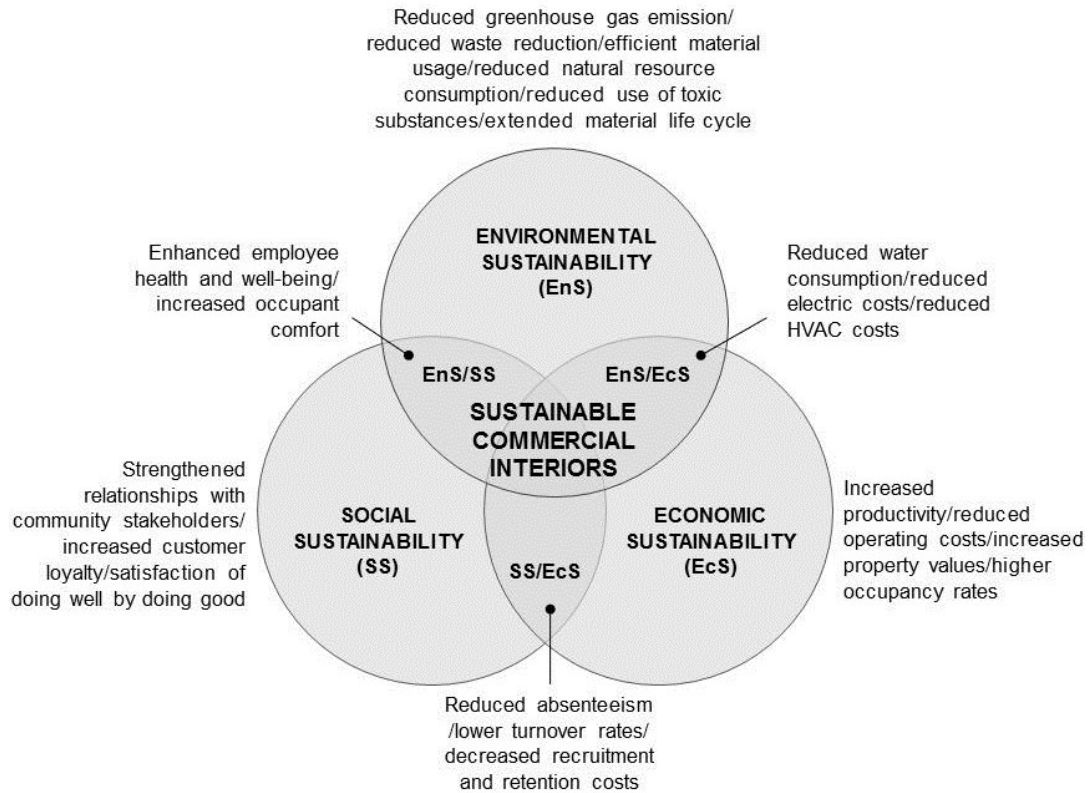 Reduced greenhouse gas emission/
reduced waste reduction/efficient material
usage/reduced natural resource
consumption/reduced use of toxic
substances/extended material life cycle
ENVIRONMENTAL
SUSTAINABILITY
(EnS)
Enhanced employee
health and well-being/
increased occupant
comfort
Reduced water
consumption/reduced
electric costs/reduced
HVAC costs
EnS/SS
EnS/EcS
SUSTAINABLE
COMMERCIAL
INTERIORS
Strengthened
relationships with
community stakeholders/
increased customer
loyalty/satisfaction of
doing well by doing good
SOCIAL
SUSTAINABILITY
(SS)
ECONOMIC
SUSTAINABILITY
(EcS)
Increased
productivity/reduced
operating costs/increased
property values/higher
occupancy rates
SS/EcS
Reduced absenteeism
/lower turnover rates/
decreased recruitment
and retention costs